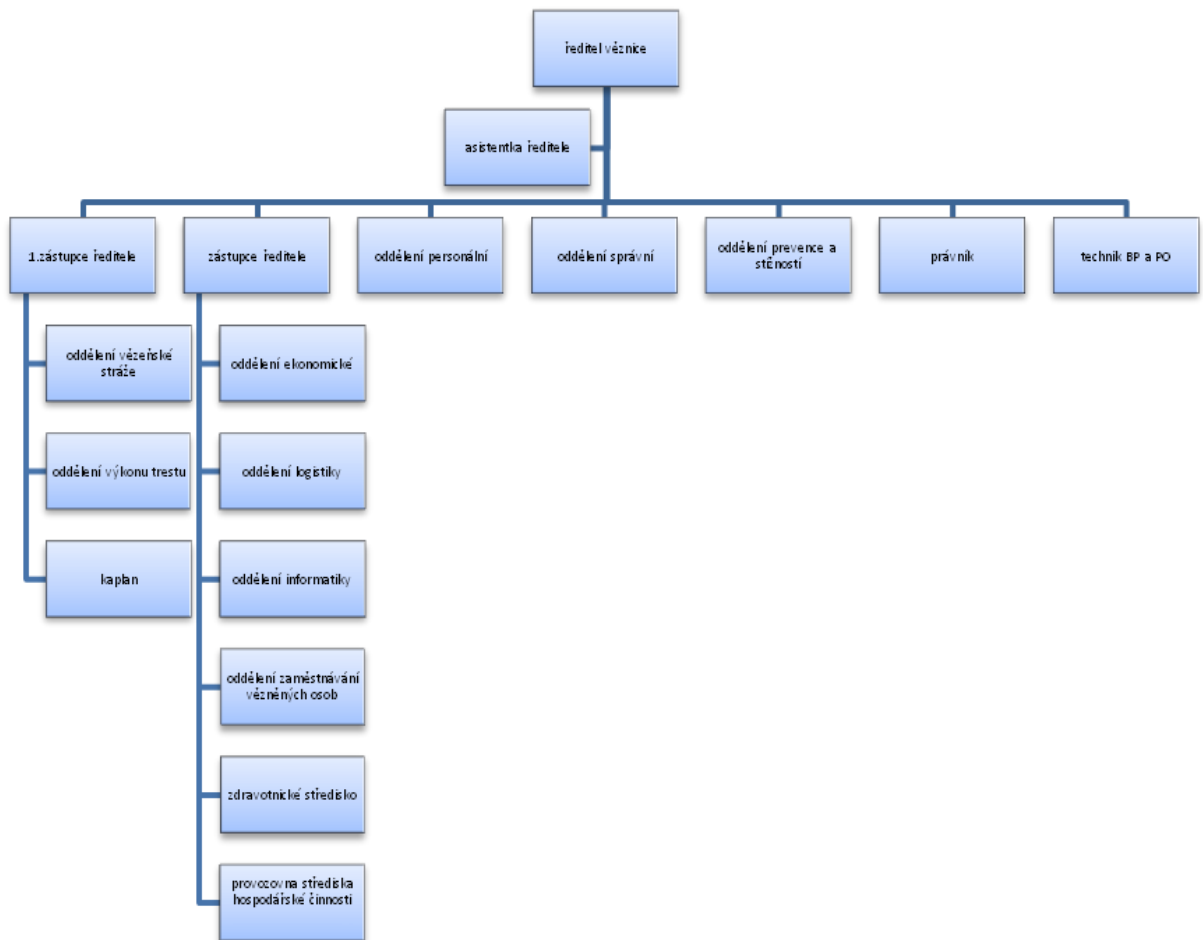 ředitel věznice
asistentka ředitele
1.zástupce ředitele
zástupce ředitele
oddělení personální
oddělení správní
oddělení prevence a
stížností
právník
technik BP a PO
oddělení vězeňské
stráže
oddělení výkonu trestu
kaplan
oddělení ekonomické
oddělení logistiky
oddělení informatiky
oddělení zaměstnávání
vězněných osob
zdravotnické středisko
provozovna střediska
hospodářské činnosti